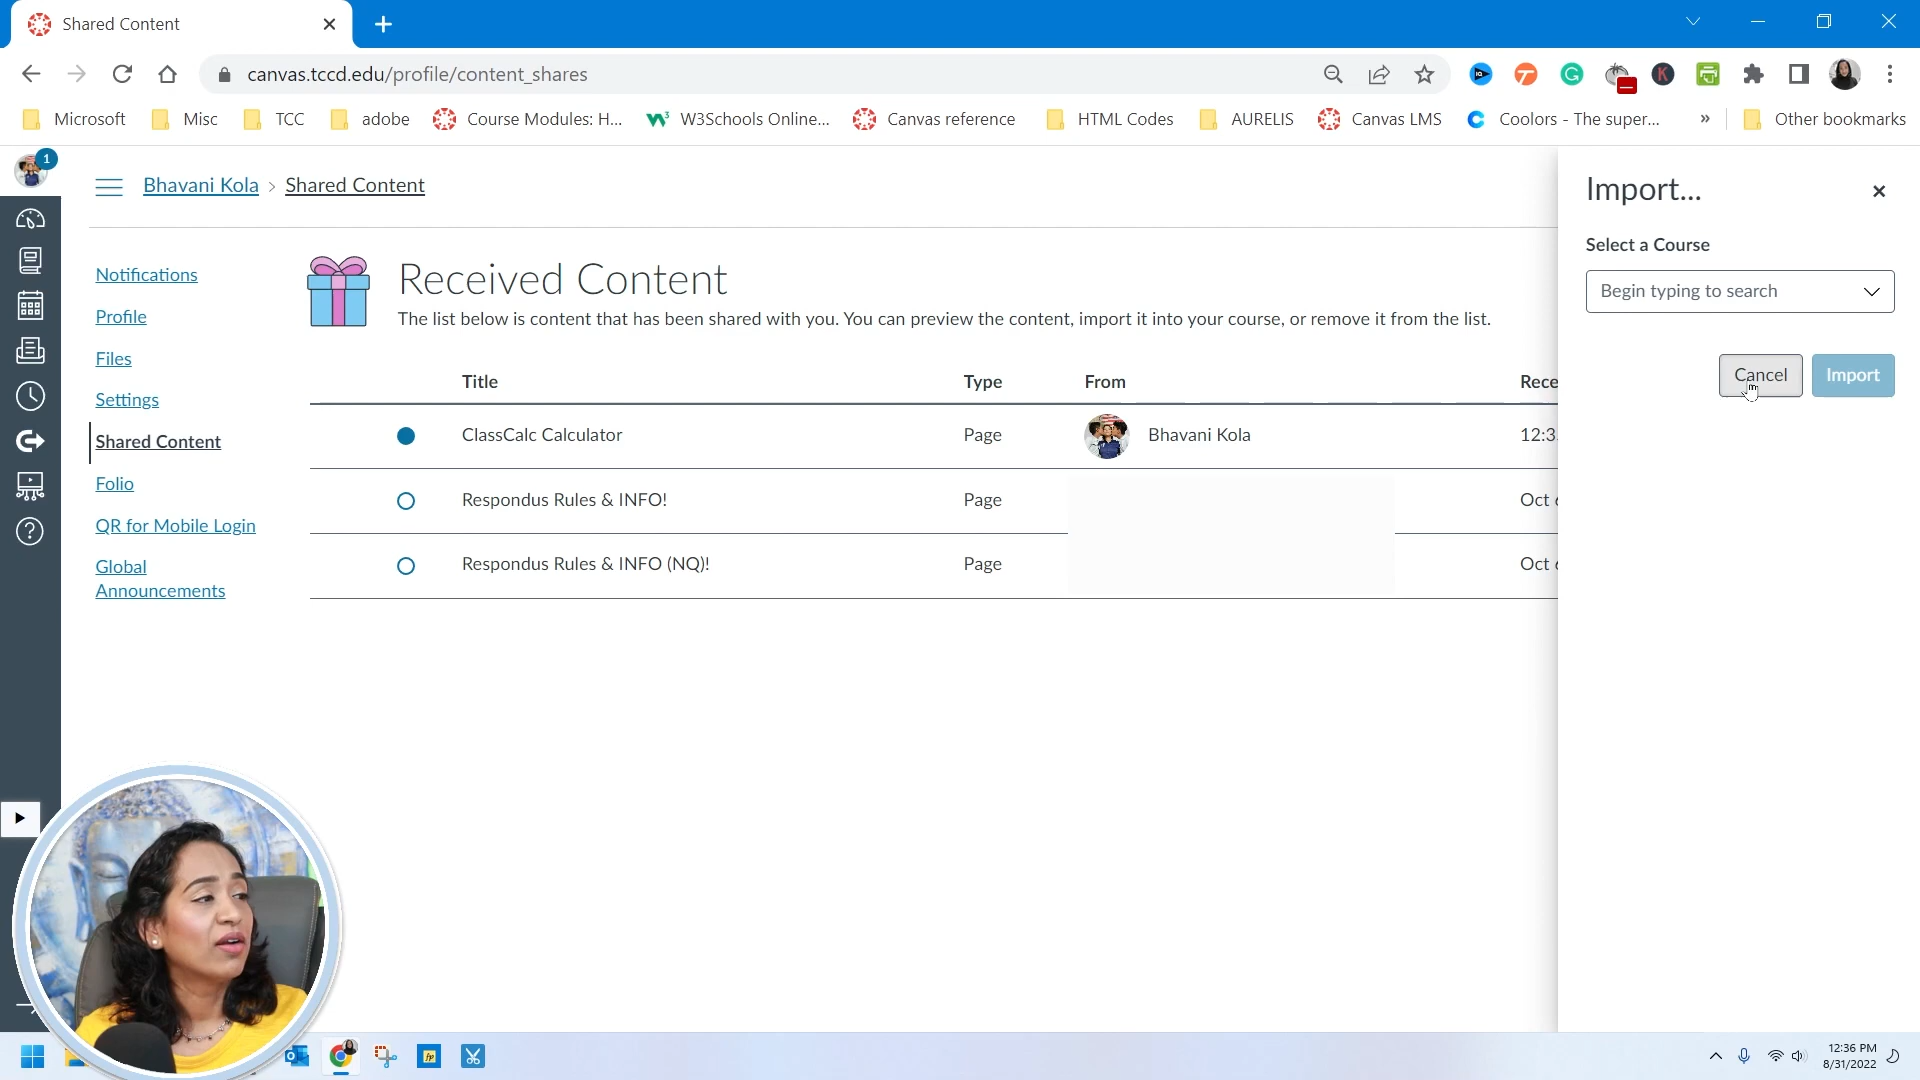 Shared Content
canvas.tccd.edu/profile/content_shares
Microsoft Misc TCC adobe Course Modules: H... W3Schools Online... Canvas reference HTML Codes AURELIS Canvas LMS Coolors - The super... » Other bookmarks
1
Bhavani Kola > Shared Content
Import...
Select a Course
Begin typing to search
Cancel Import
Notifications
Profile
Files
Settings
Shared Content
Folio
QR for Mobile Login
Global
Announcements
Received Content
The list below is content that has been shared with you. You can preview the content, import it into your course, or remove it from the list.
Title Type From Rece
ClassCalc Calculator Page Bhavani Kola 12:3
Respondus Rules & INFO! Page Oct
Respondus Rules & INFO (NQ)! Page Oct
12:36 PM
8/31/2022